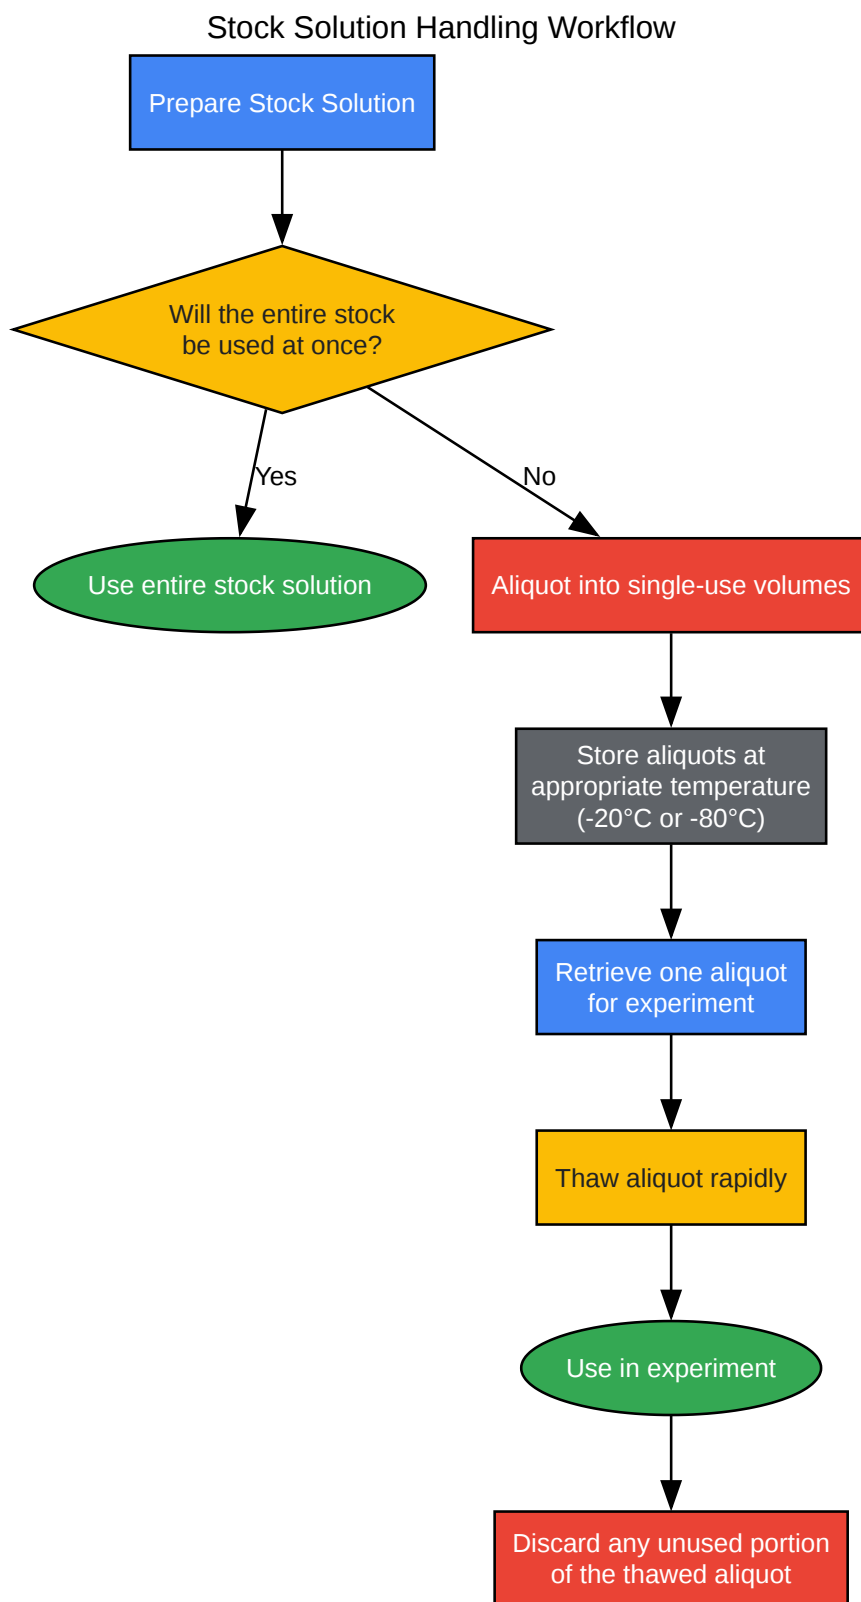 Stock Solution Handling Workflow
Prepare Stock Solution
Will the entire stock
be used at once?
Yes
No
Use entire stock solution
Aliquot into single-use volumes
Store aliquots at
appropriate temperature
(-20°C or -80°C)
Retrieve one aliquot
for experiment
Thaw aliquot rapidly
Use in experiment
Discard any unused portion
of the thawed aliquot